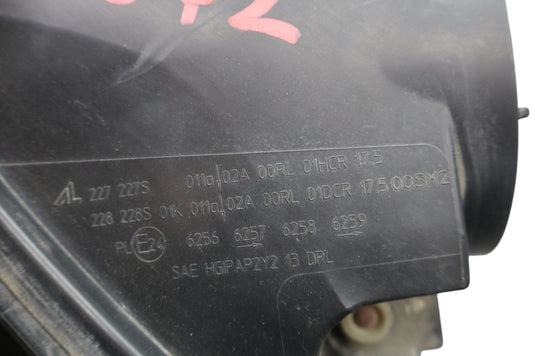 AL 227 227S 011a 02A 00RL 01HCR 17.5
228 228S 01K 011a 02A 00RL 01DCR 17.5 00SM2
PL E24 6256 6257 6258 6259
SAE HGIPAP2Y2 13 DRL